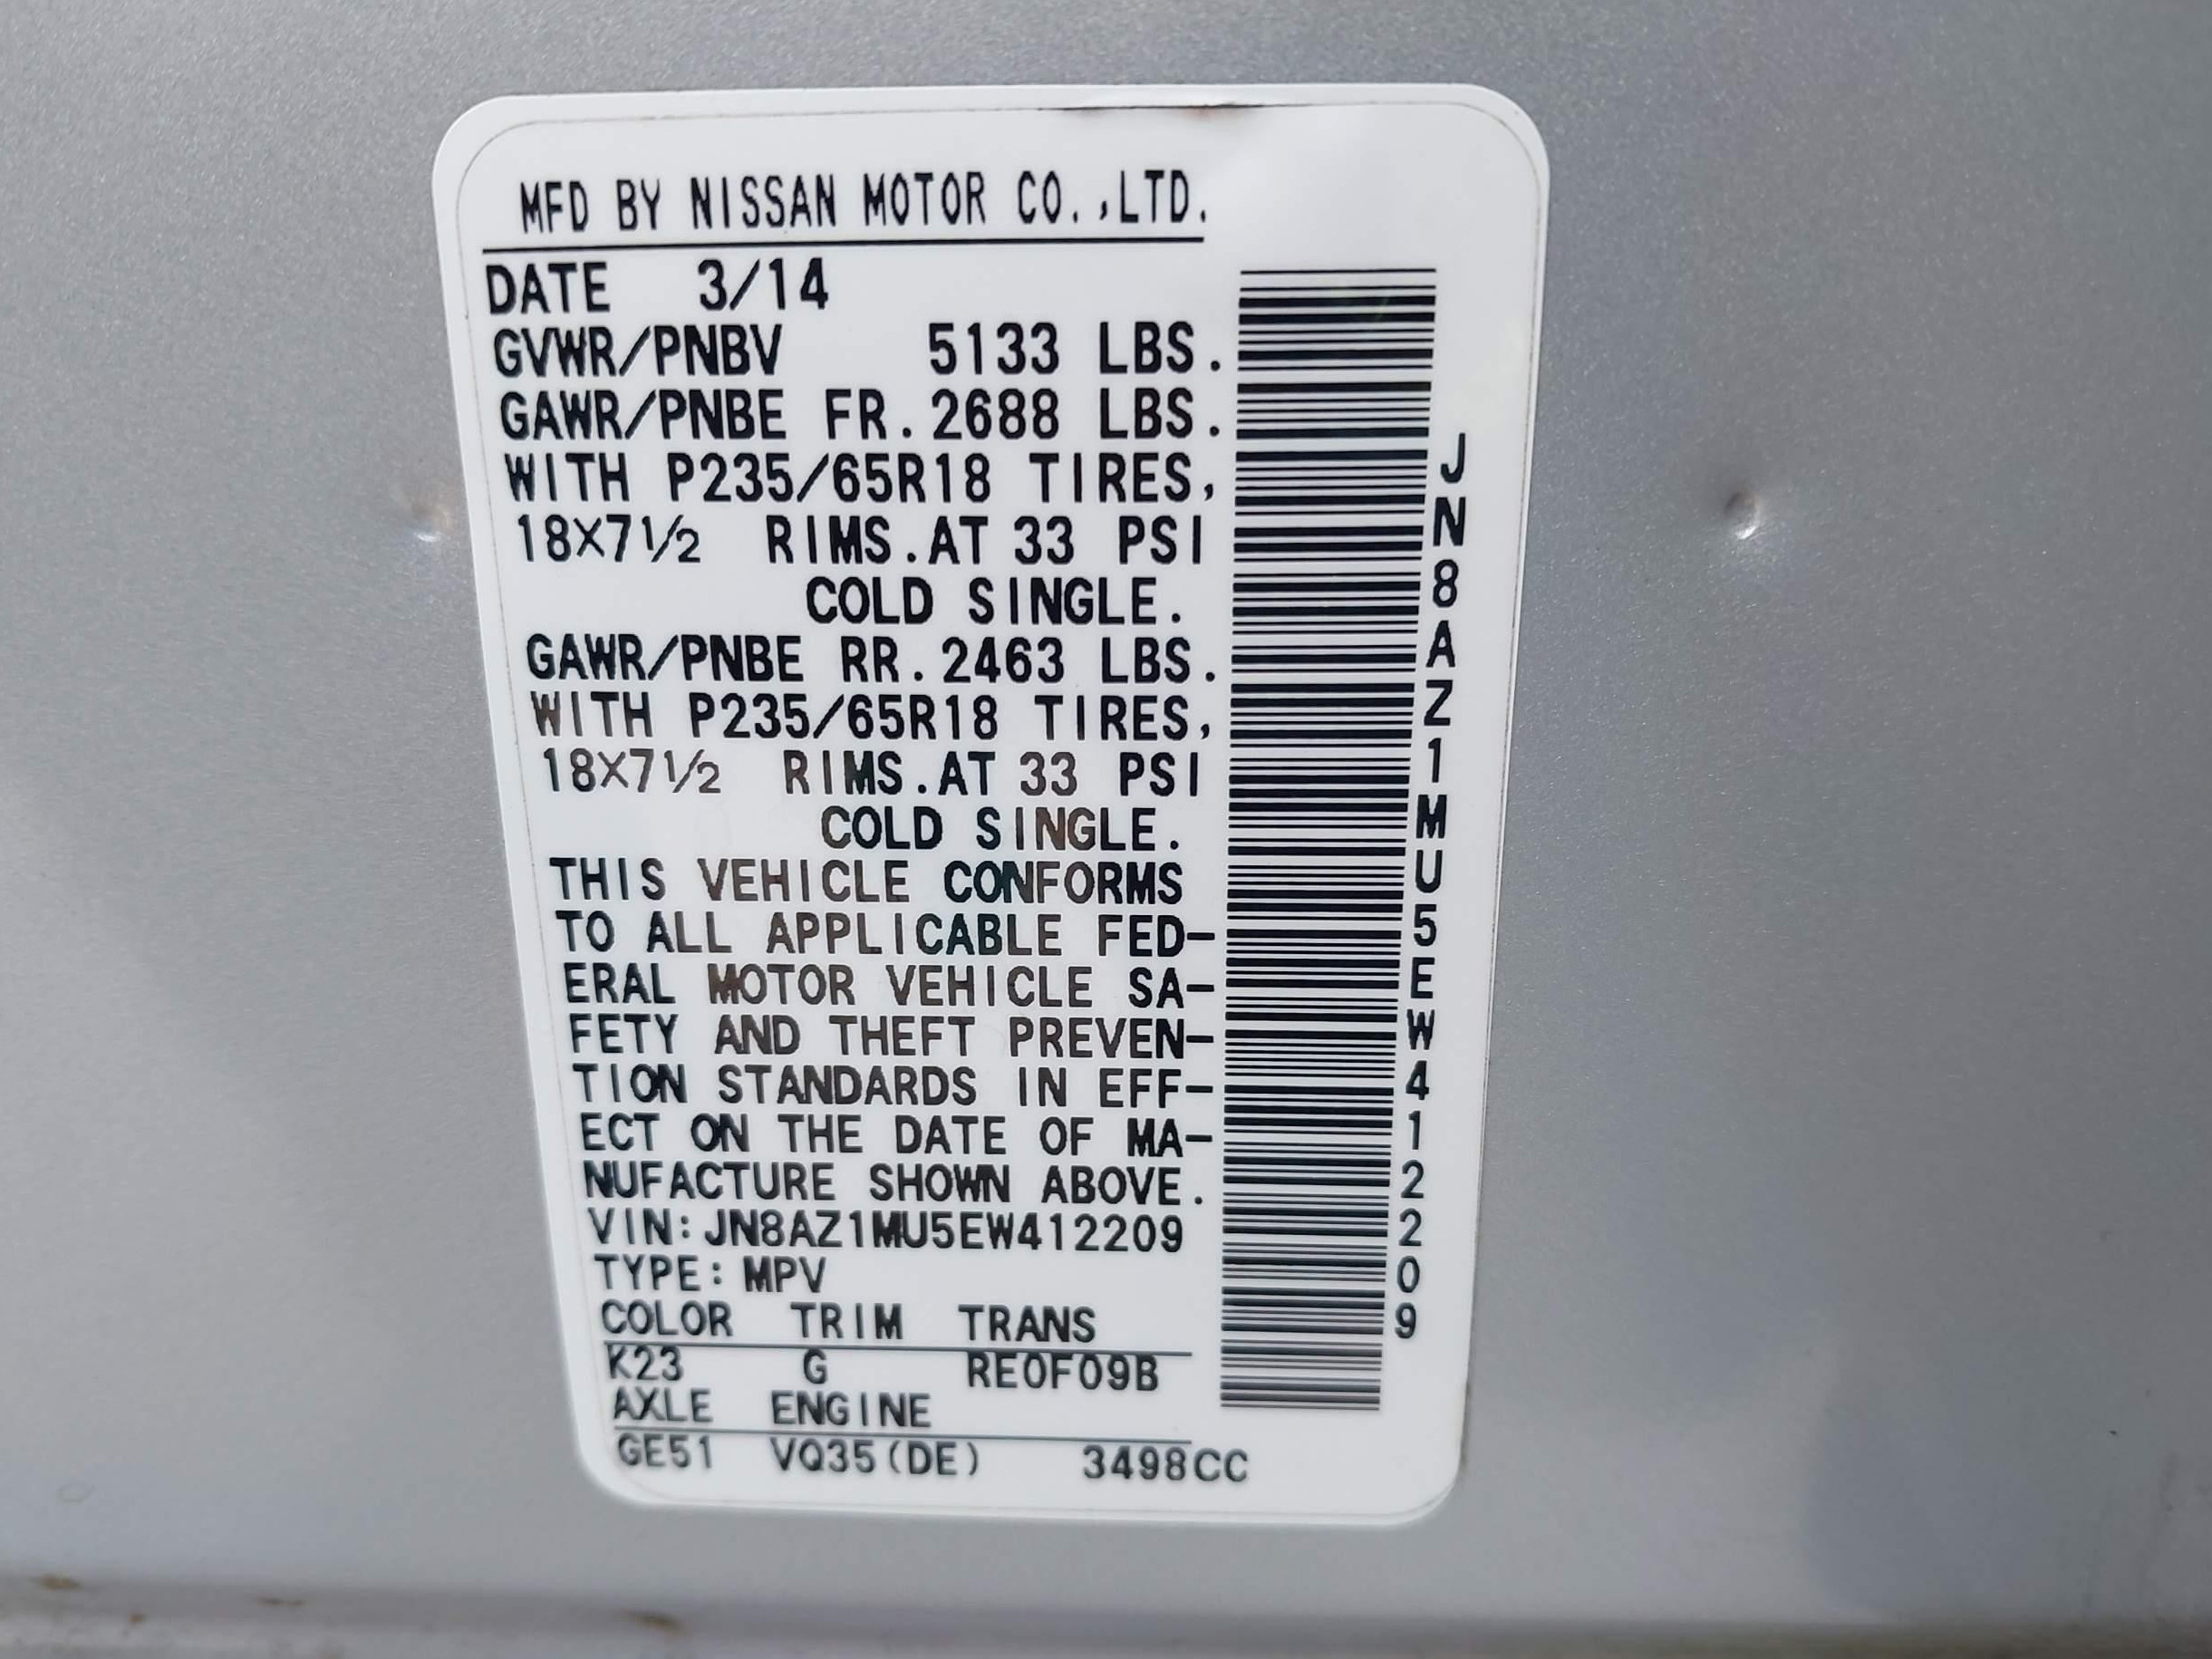 MFD BY NISSAN MOTOR CO.,LTD.
DATE 3/14
GVWR/PNBV 5133 LBS.
GAWR/PNBE FR.2688 LBS.
WITH P235/65R18 TIRES,
18X7½ RIMS.AT 33 PSI
COLD SINGLE.
GAWR/PNBE RR.2463 LBS.
WITH P235/65R18 TIRES,
18X7½ RIMS.AT 33 PSI
COLD SINGLE.
THIS VEHICLE CONFORMS
TO ALL APPLICABLE FED-
ERAL MOTOR VEHICLE SA-
FETY AND THEFT PREVEN-
TION STANDARDS IN EFF-
ECT ON THE DATE OF MA-
NUFACTURE SHOWN ABOVE.
VIN:JN8AZ1MU5EW412209
TYPE:MPV
COLOR TRIM TRANS
K23 G RE0F09B
AXLE ENGINE
GE51 VQ35(DE) 3498CC
JN8AZ1MU5EW412209